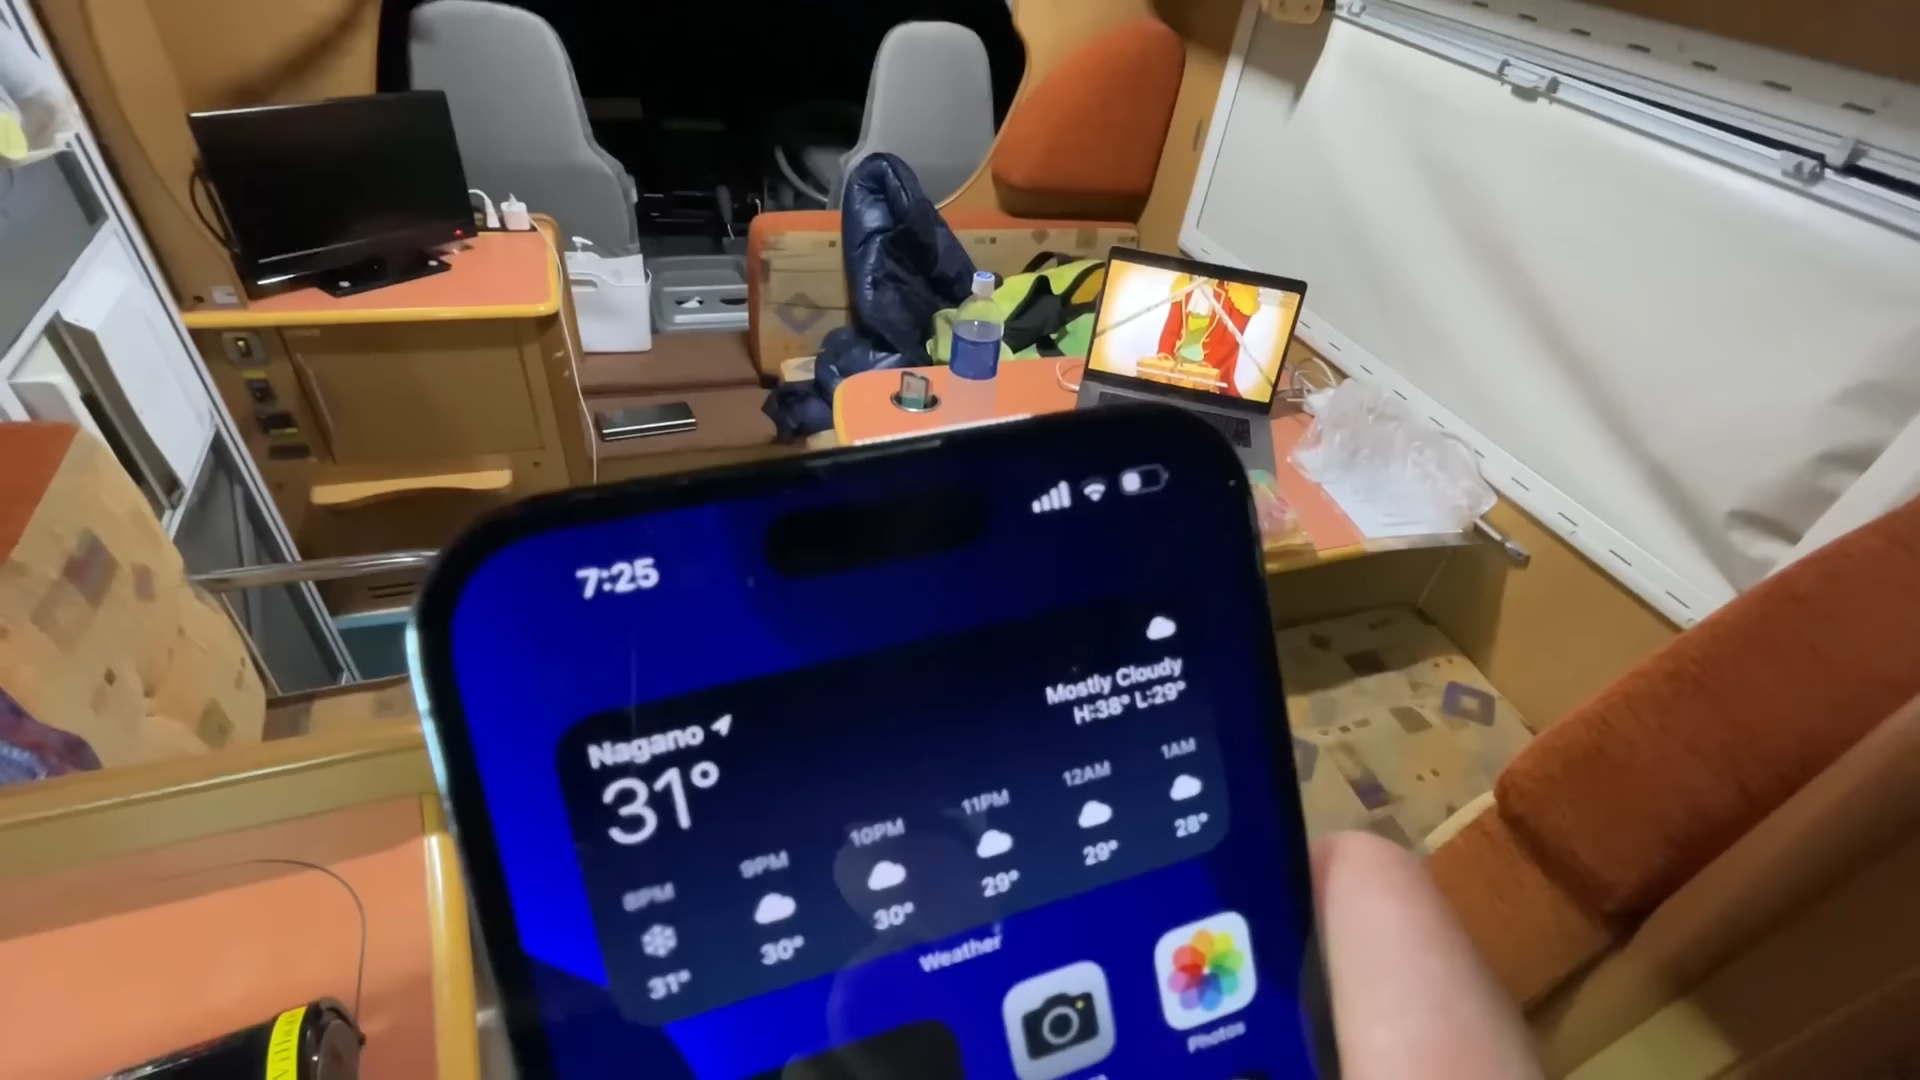 7:25
Nagano
31°
Mostly Cloudy
H:38° L:29°
8PM
9PM
10PM
11PM
12AM
1AM
31°
30°
30°
29°
29°
28°
Weather
Photos